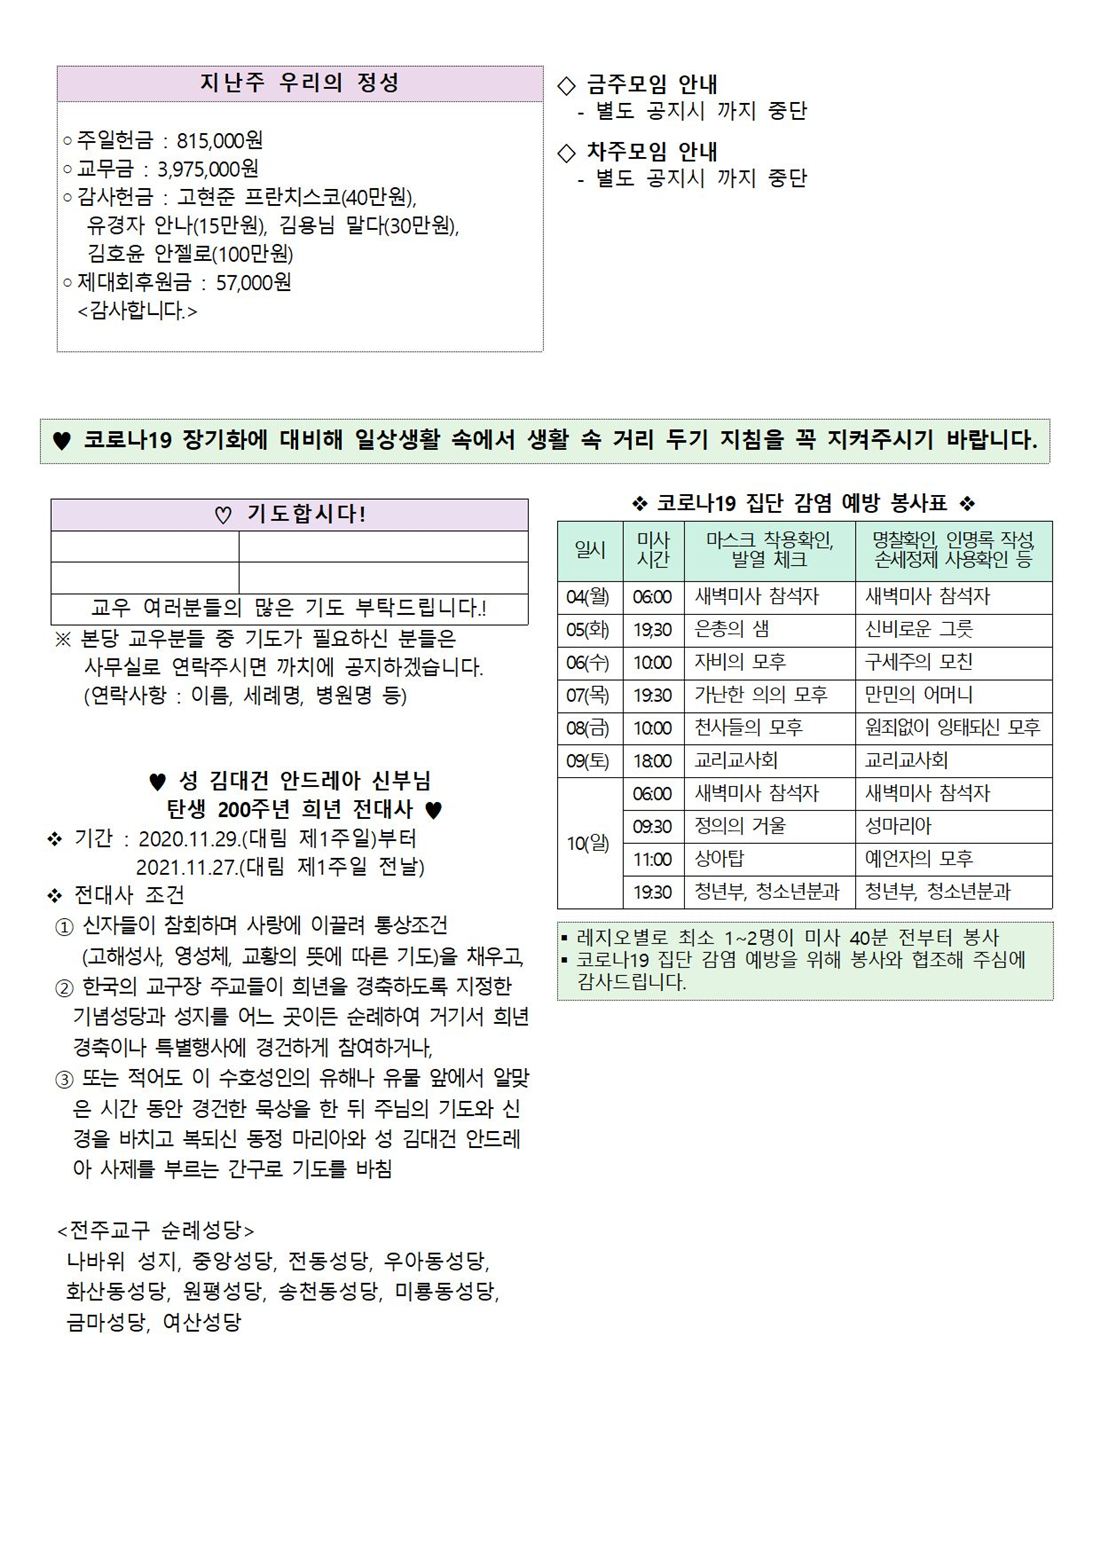 지난주 우리의 정성
○ 주일헌금 : 815,000원
○ 교무금 : 3,975,000원
○ 감사헌금 : 고현준 프란치스코(40만원),
유경자 안나(15만원), 김용님 말다(30만원),
김호윤 안젤로(100만원)
○ 제대회후원금 : 57,000원
<감사합니다.>
◇ 금주모임 안내
- 별도 공지시 까지 중단
◇ 차주모임 안내
- 별도 공지시 까지 중단
♥ 코로나19 장기화에 대비해 일상생활 속에서 생활 속 거리 두기 지침을 꼭 지켜주시기 바랍니다.
♡ 기도합시다!
교우 여러분들의 많은 기도 부탁드립니다.!
※ 본당 교우분들 중 기도가 필요하신 분들은
사무실로 연락주시면 까치에 공지하겠습니다.
(연락사항 : 이름, 세례명, 병원명 등)
♥ 성 김대건 안드레아 신부님
탄생 200주년 희년 전대사 ♥
❖ 기간 : 2020.11.29.(대림 제1주일)부터
2021.11.27.(대림 제1주일 전날)
❖ 전대사 조건
① 신자들이 참회하며 사랑에 이끌려 통상조건
(고해성사, 영성체, 교황의 뜻에 따른 기도)을 채우고,
② 한국의 교구장 주교들이 희년을 경축하도록 지정한
기념성당과 성지를 어느 곳이든 순례하여 거기서 희년
경축이나 특별행사에 경건하게 참여하거나,
③ 또는 적어도 이 수호성인의 유해나 유물 앞에서 알맞
은 시간 동안 경건한 묵상을 한 뒤 주님의 기도와 신
경을 바치고 복되신 동정 마리아와 성 김대건 안드레
아 사제를 부르는 간구로 기도를 바침
<전주교구 순례성당>
나바위 성지, 중앙성당, 전동성당, 우아동성당,
화산동성당, 원평성당, 송천동성당, 미룡동성당,
금마성당, 여산성당
❖ 코로나19 집단 감염 예방 봉사표 ❖
일시 미사 시간 마스크 착용확인, 발열 체크 명찰확인, 인명록 작성, 손세정제 사용확인 등
04(월) 06:00 새벽미사 참석자 새벽미사 참석자
05(화) 19:30 은총의 샘 신비로운 그릇
06(수) 10:00 자비의 모후 구세주의 모친
07(목) 19:30 가난한 의의 모후 만민의 어머니
08(금) 10:00 천사들의 모후 원죄없이 잉태되신 모후
09(토) 18:00 교리교사회 교리교사회
10(일) 06:00 새벽미사 참석자 새벽미사 참석자
09:30 정의의 거울 성마리아
11:00 상아탑 예언자의 모후
19:30 청년부, 청소년분과 청년부, 청소년분과
▪ 레지오별로 최소 1~2명이 미사 40분 전부터 봉사
▪ 코로나19 집단 감염 예방을 위해 봉사와 협조해 주심에
감사드립니다.